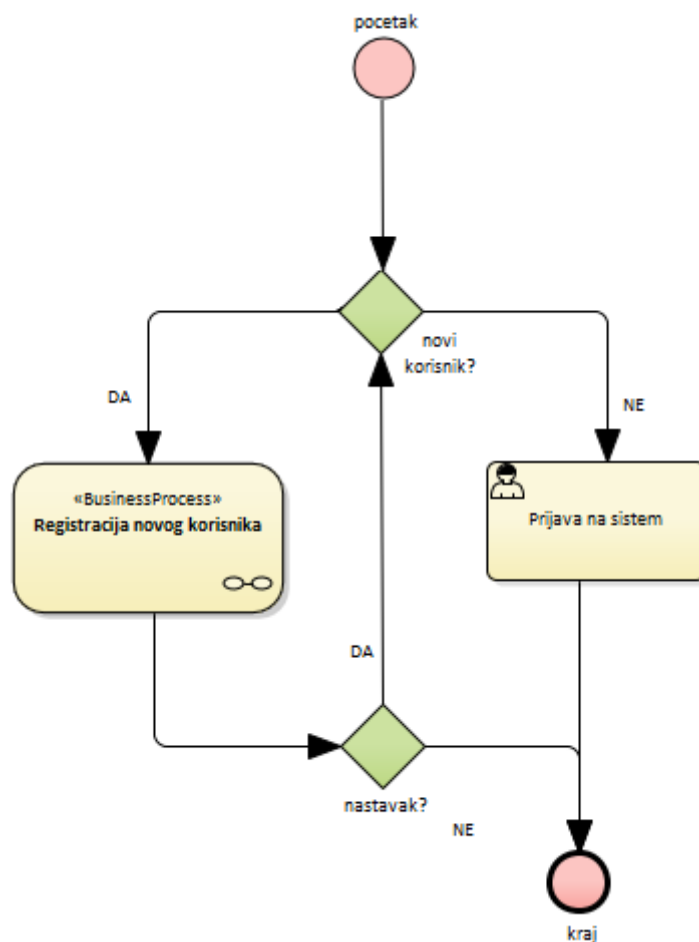 pocetak
novi
korisnik?
DA
NE
«BusinessProcess»
Registracija novog korisnika
Prijava na sistem
DA
nastavak?
NE
kraj